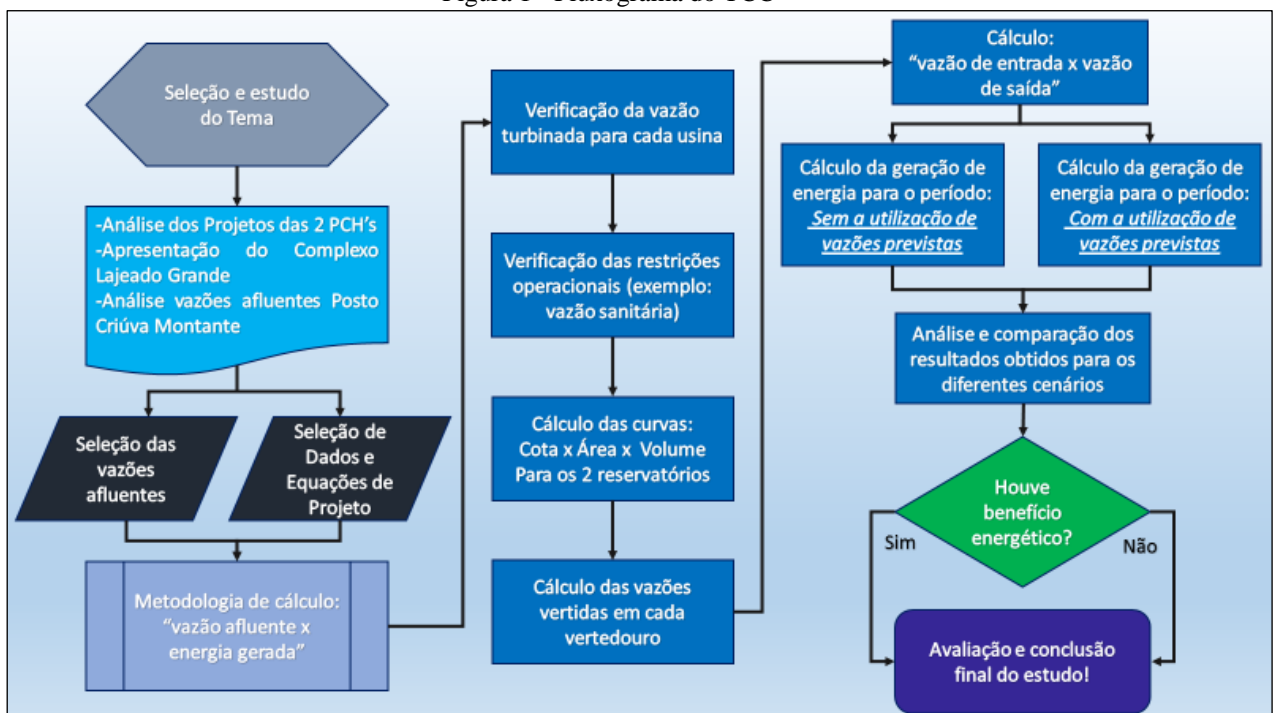 Seleção e estudo
do Tema
-Análise dos Projetos das 2 PCH's
-Apresentação do Complexo
Lajeado Grande
-Análise vazões afluentes Posto
Criúva Montante
Seleção das
vazões
afluentes
Seleção de
Dados e
Equações de
Projeto
Metodologia de cálculo:
“vazão afluente x
energia gerada”
Verificação da vazão
turbinada para cada usina
Verificação das restrições
operacionais (exemplo:
vazão sanitária)
Cálculo das curvas:
Cota x Área x Volume
Para os 2 reservatórios
Cálculo das vazões
vertidas em cada
vertedouro
Cálculo:
“vazão de entrada x vazão
de saída”
Cálculo da geração de
energia para o período:
Sem a utilização de
vazões previstas
Cálculo da geração de
energia para o período:
Com a utilização de
vazões previstas
Análise e comparação dos
resultados obtidos para os
diferentes cenários
Houve
benefício
energético?
Sim
Não
Avaliação e conclusão
final do estudo!